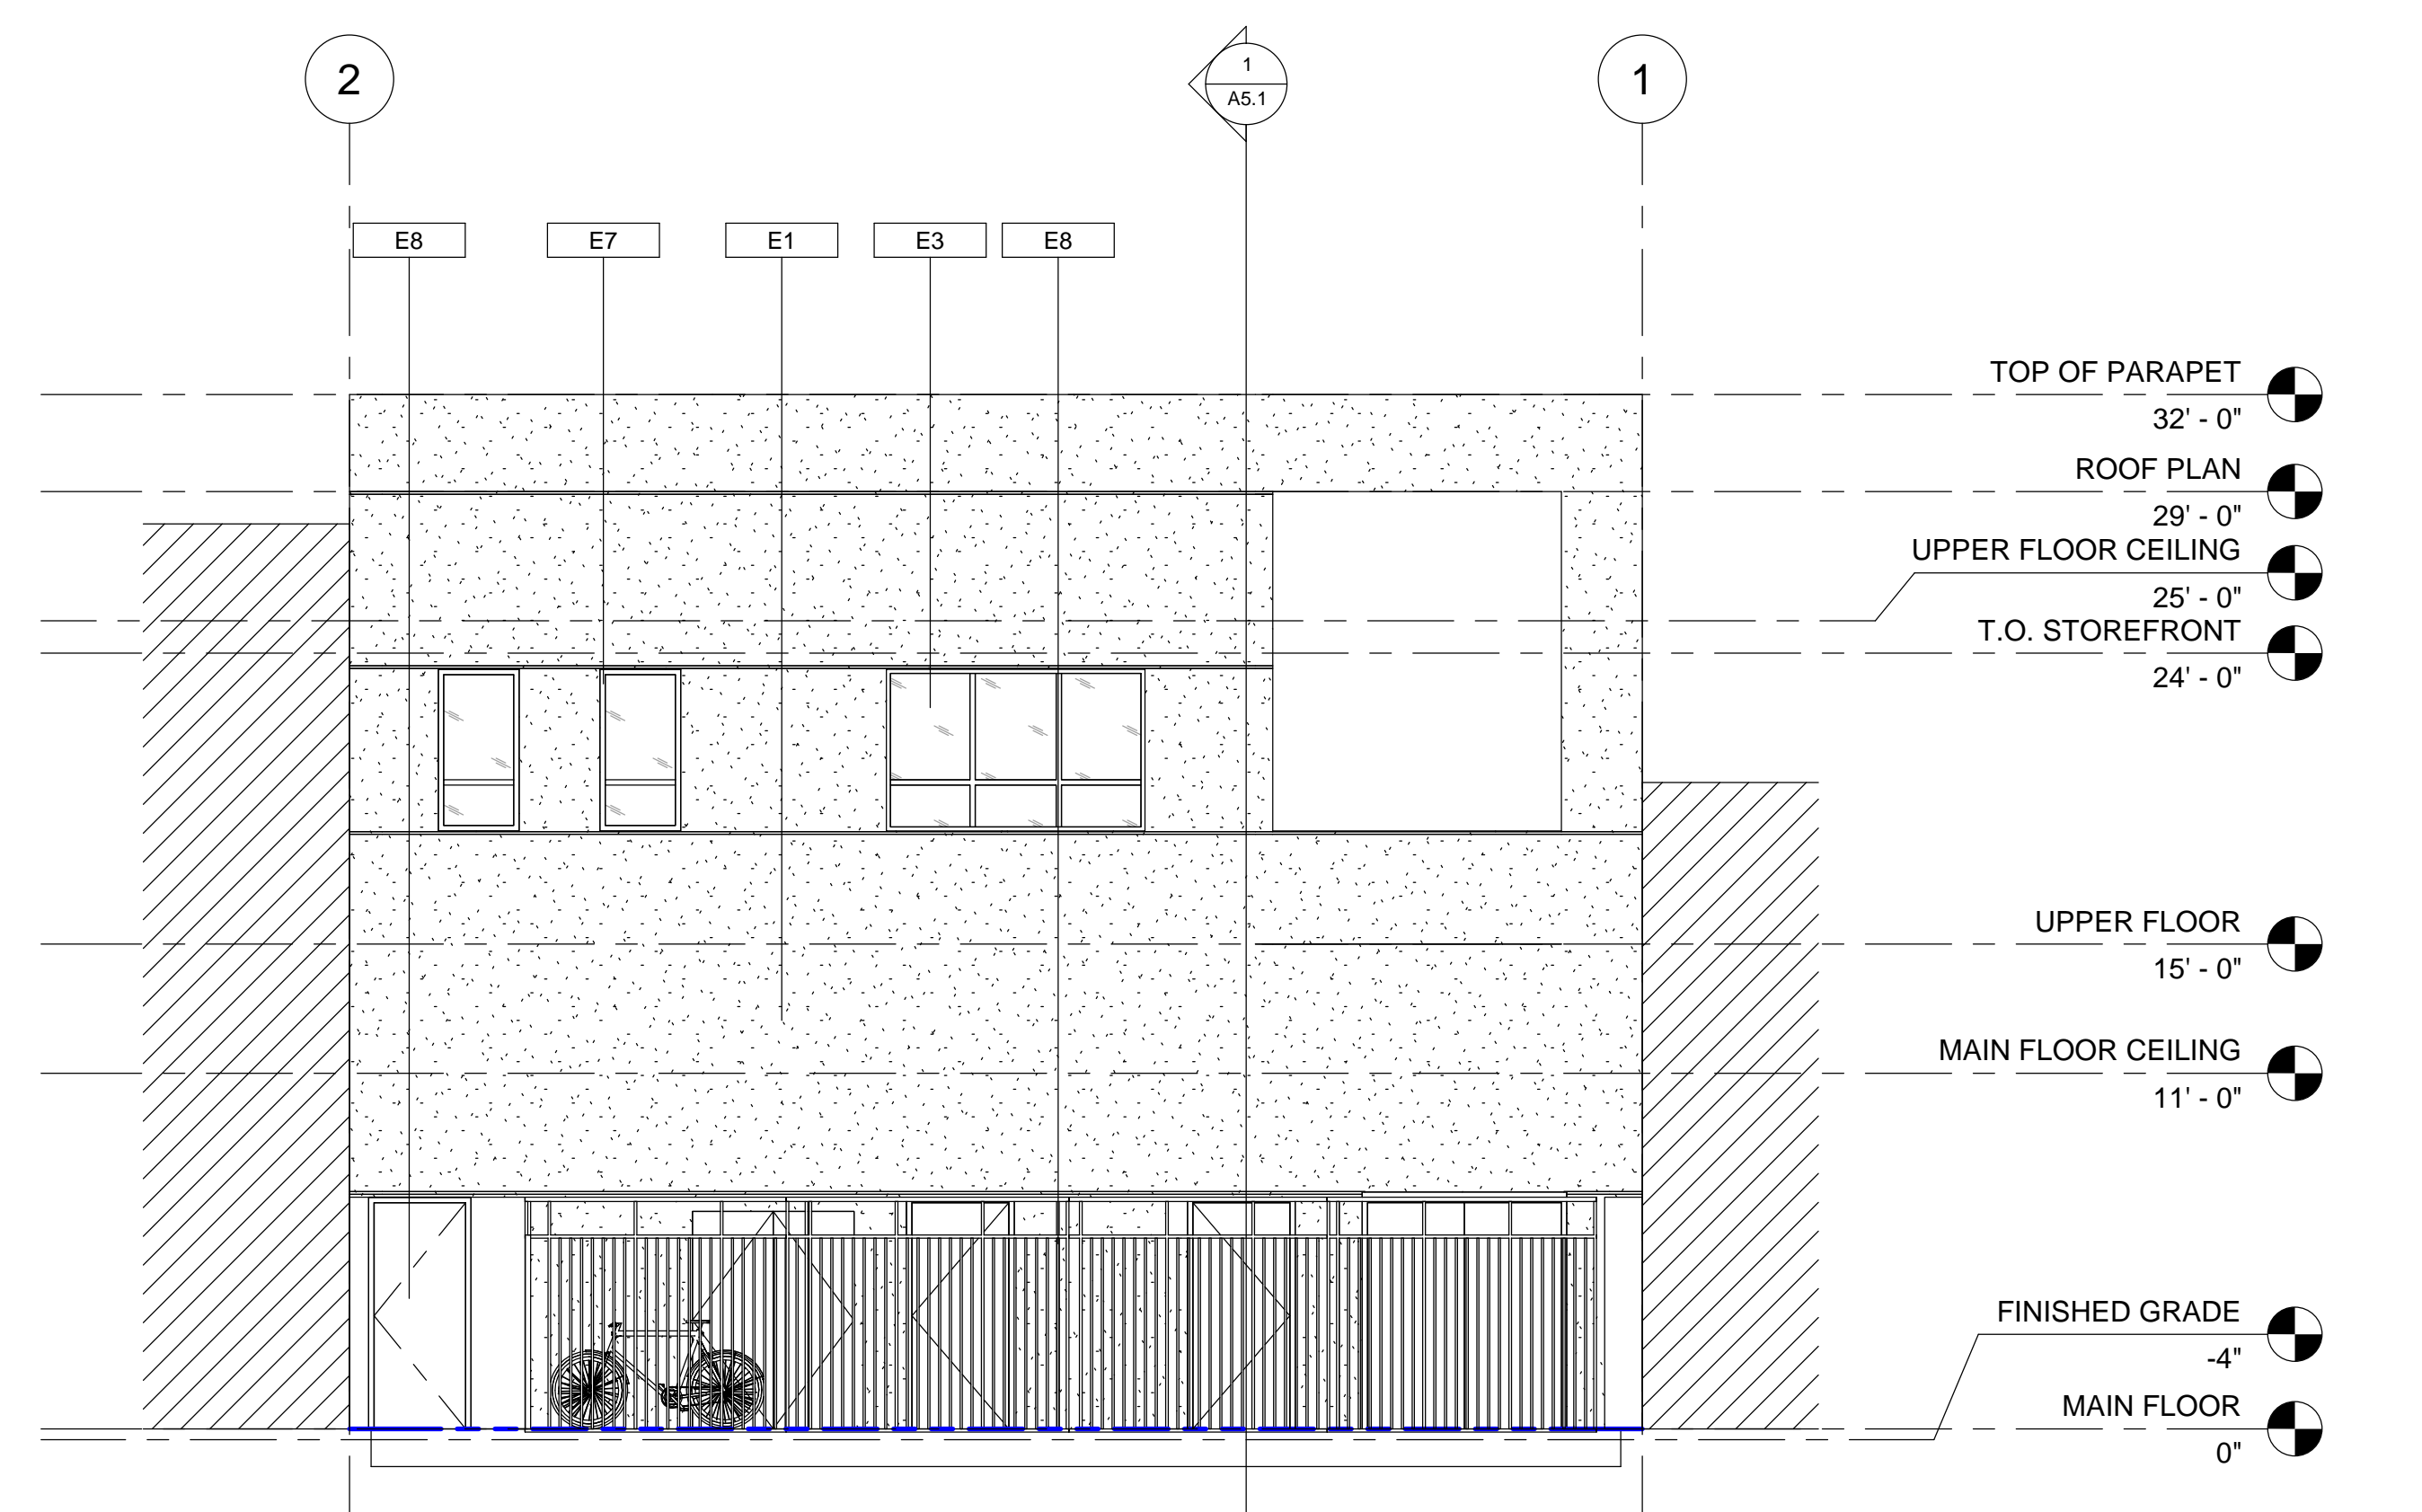 2
1
A5.1
1
E8
E7
E1
E3
E8
TOP OF PARAPET
32' - 0"
ROOF PLAN
29' - 0"
UPPER FLOOR CEILING
25' - 0"
T.O. STOREFRONT
24' - 0"
UPPER FLOOR
15' - 0"
MAIN FLOOR CEILING
11' - 0"
FINISHED GRADE
-4"
MAIN FLOOR
0"